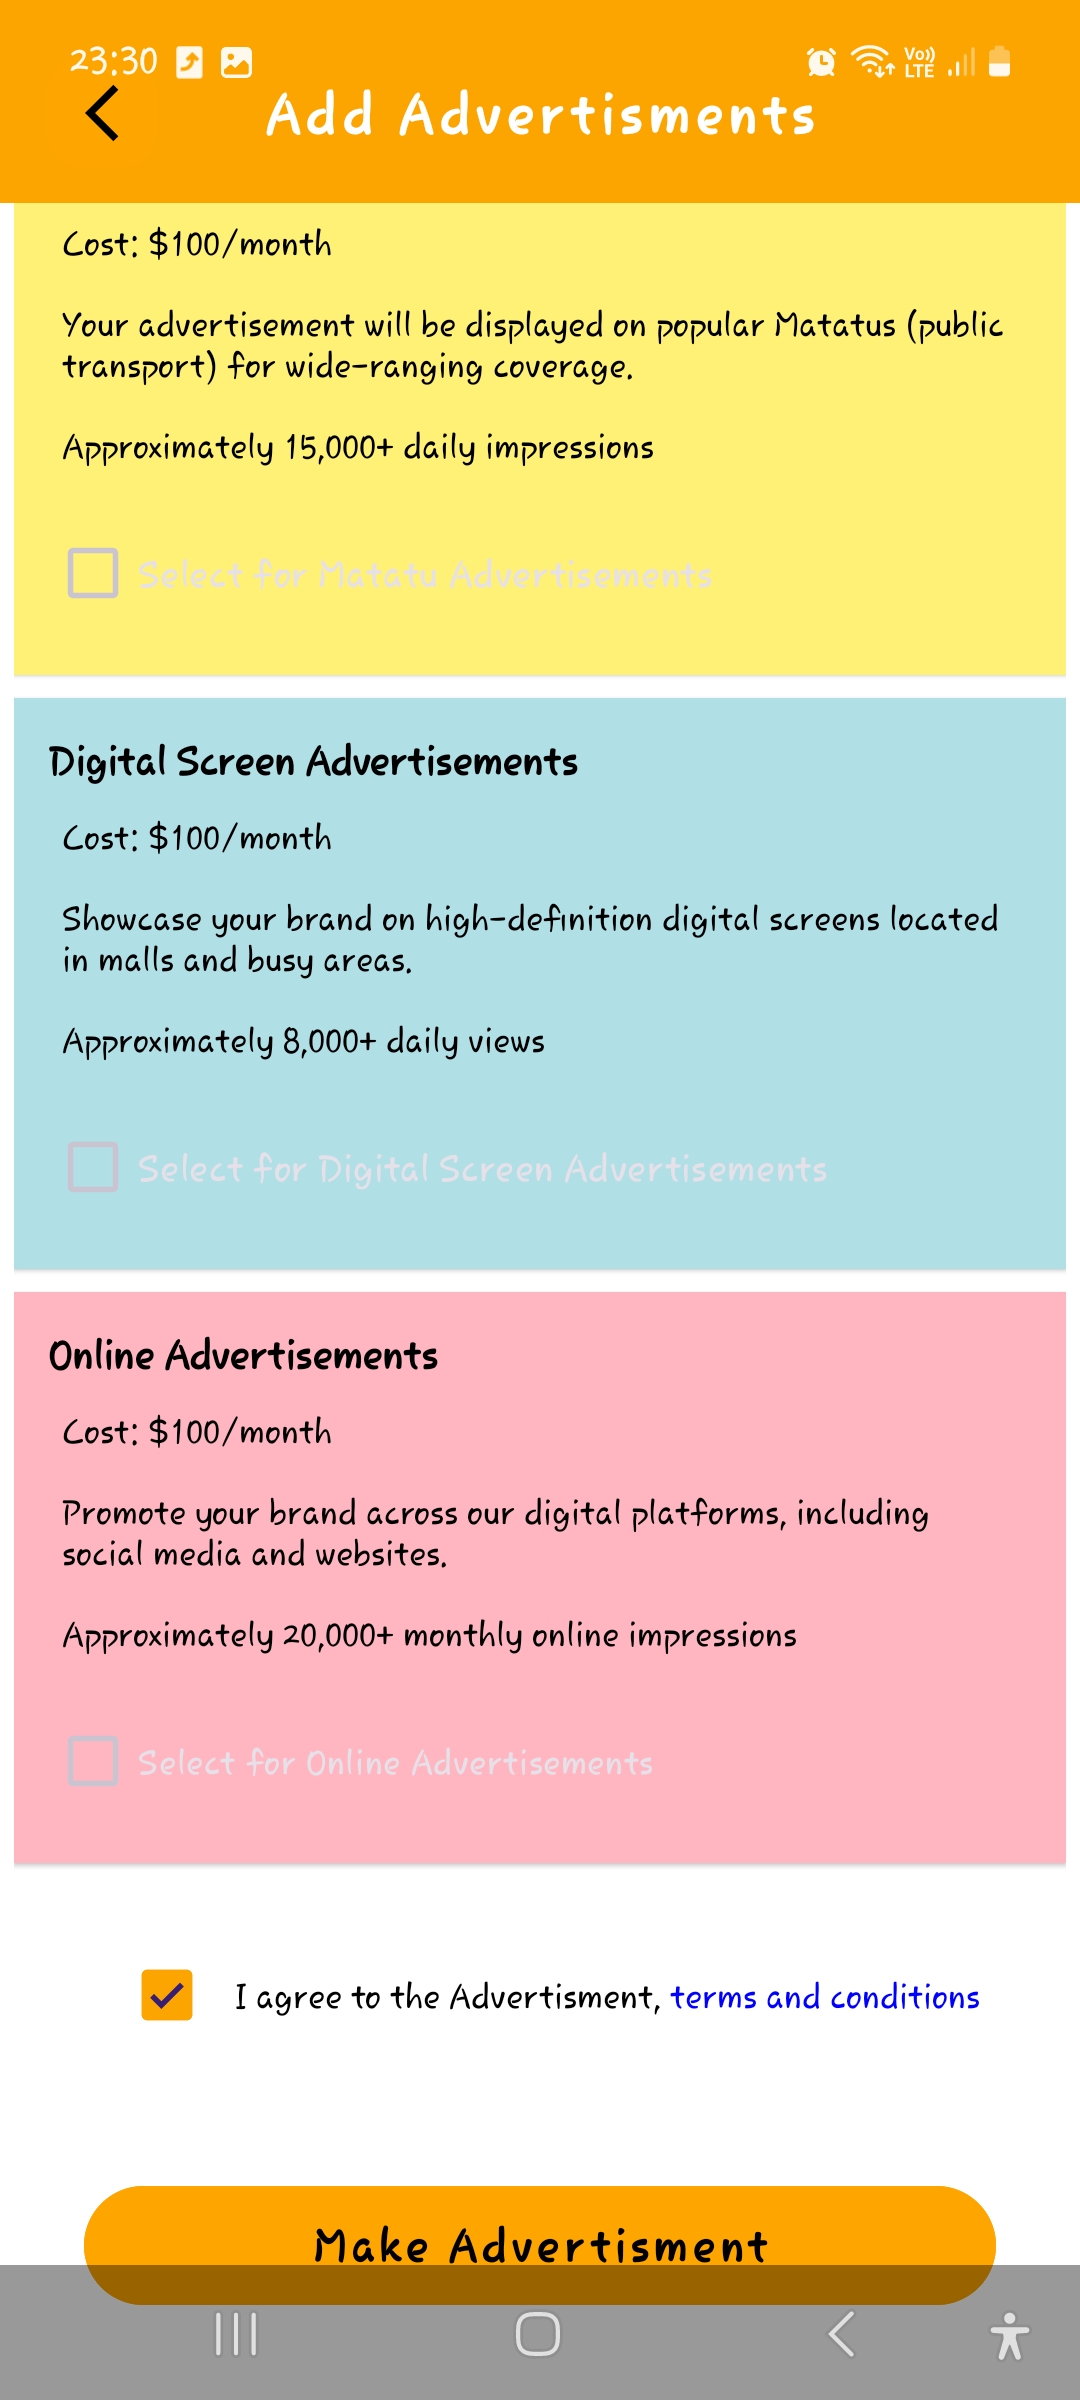 23:30
Vo)) LTE
Add Advertisments
Cost: $100/month
Your advertisement will be displayed on popular Matatus (public
transport) for wide-ranging coverage.
Approximately 15,000+ daily impressions
Select for Matatu Advertisements
Digital Screen Advertisements
Cost: $100/month
Showcase your brand on high-definition digital screens located
in malls and busy areas.
Approximately 8,000+ daily views
Select for Digital Screen Advertisements
Online Advertisements
Cost: $100/month
Promote your brand across our digital platforms, including
social media and websites.
Approximately 20,000+ monthly online impressions
Select for Online Advertisements
I agree to the Advertisment, terms and conditions
Make Advertisment